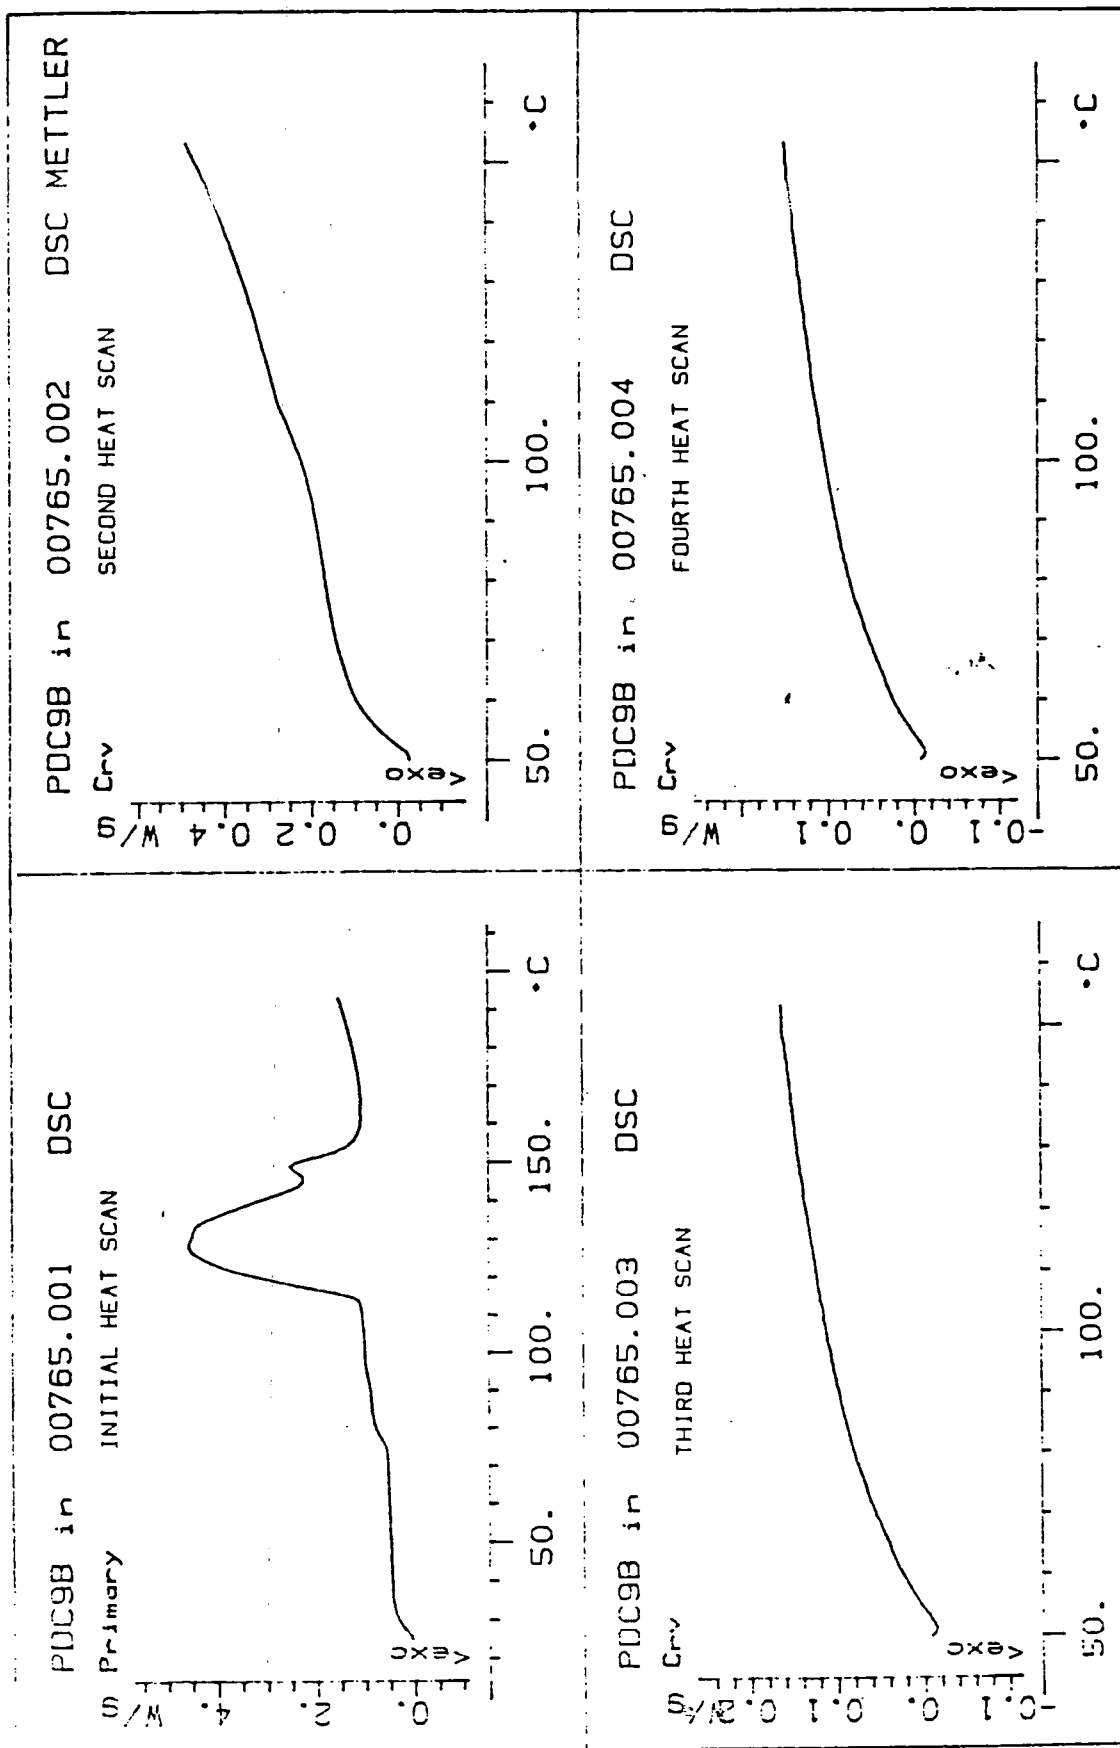 PDC9B in 00765.001 DSC
Primary INITIAL HEAT SCAN
W/g
4.
2.
0.
50. 100. 150. °C
PDC9B in 00765.002 DSC METTLER
Crv SECOND HEAT SCAN
W/g
0.4
0.2
0.
exo
50. 100. °C
PDC9B in 00765.003 DSC
Crv THIRD HEAT SCAN
W/g
0.2
0.1
0.
-0.1
50. 100. °C
PDC9B in 00765.004 DSC
Crv FOURTH HEAT SCAN
W/g
0.1
0.
-0.1
exo
50. 100. °C